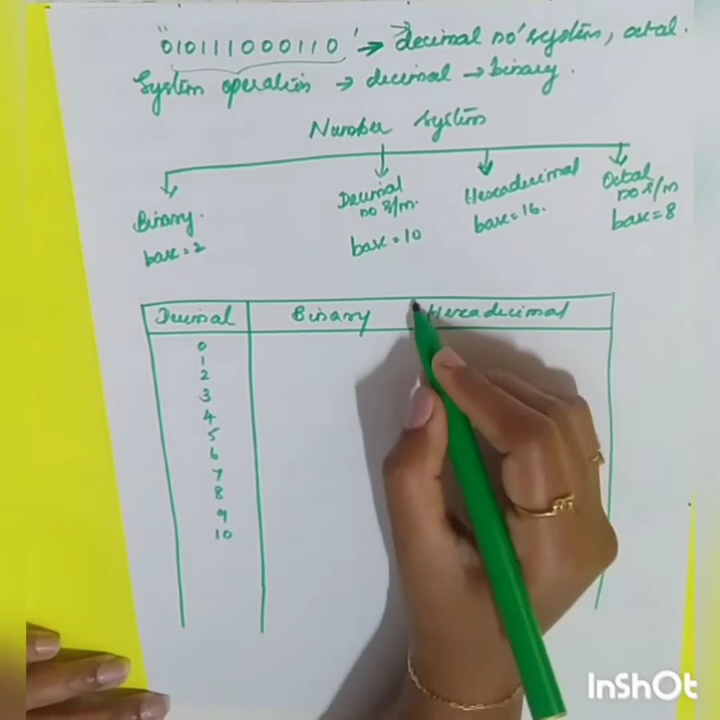 "010111000110" → decimal no' system, octal.
System operation → decimal → binary.
Number system
Binary. base = 2
Decimal no s/m. base = 10
Hexadecimal base = 16.
Octal no s/m base = 8
Decimal Binary Hexadecimal
0
1
2
3
4
5
6
7
8
9
10
InShOt